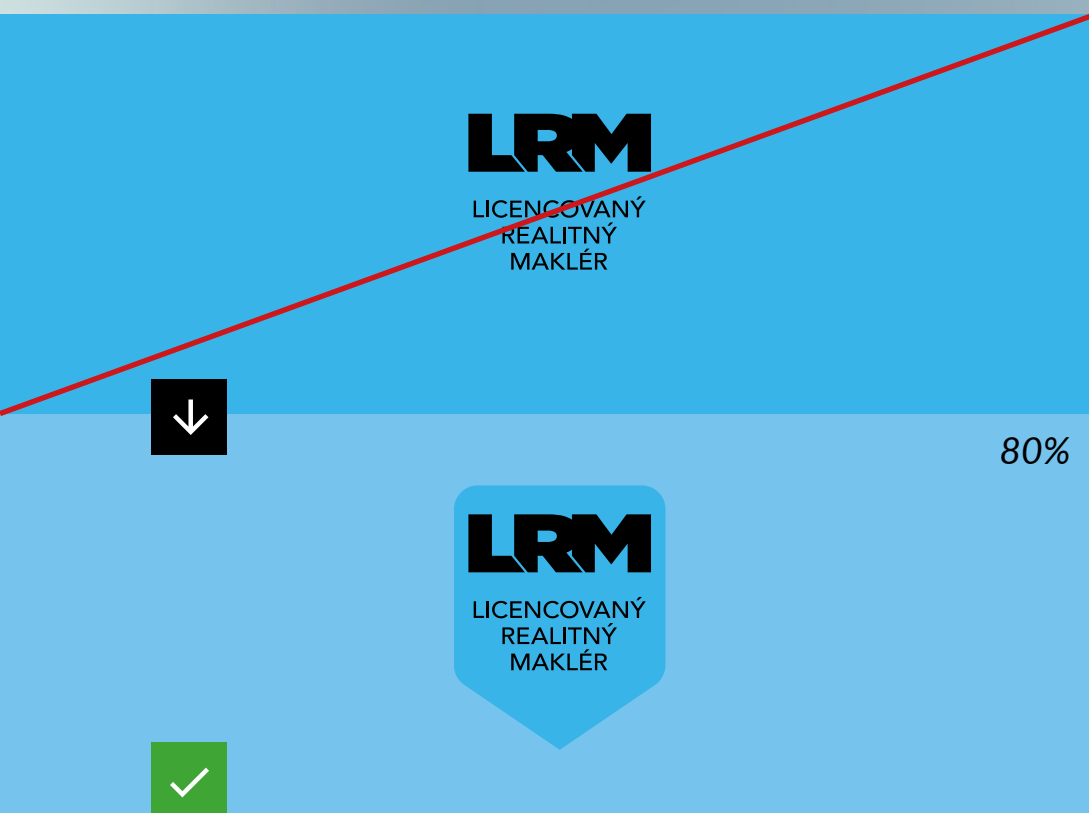 LRM
LICENCOVANÝ
REALITNÝ
MAKLÉR
80%
LRM
LICENCOVANÝ
REALITNÝ
MAKLÉR